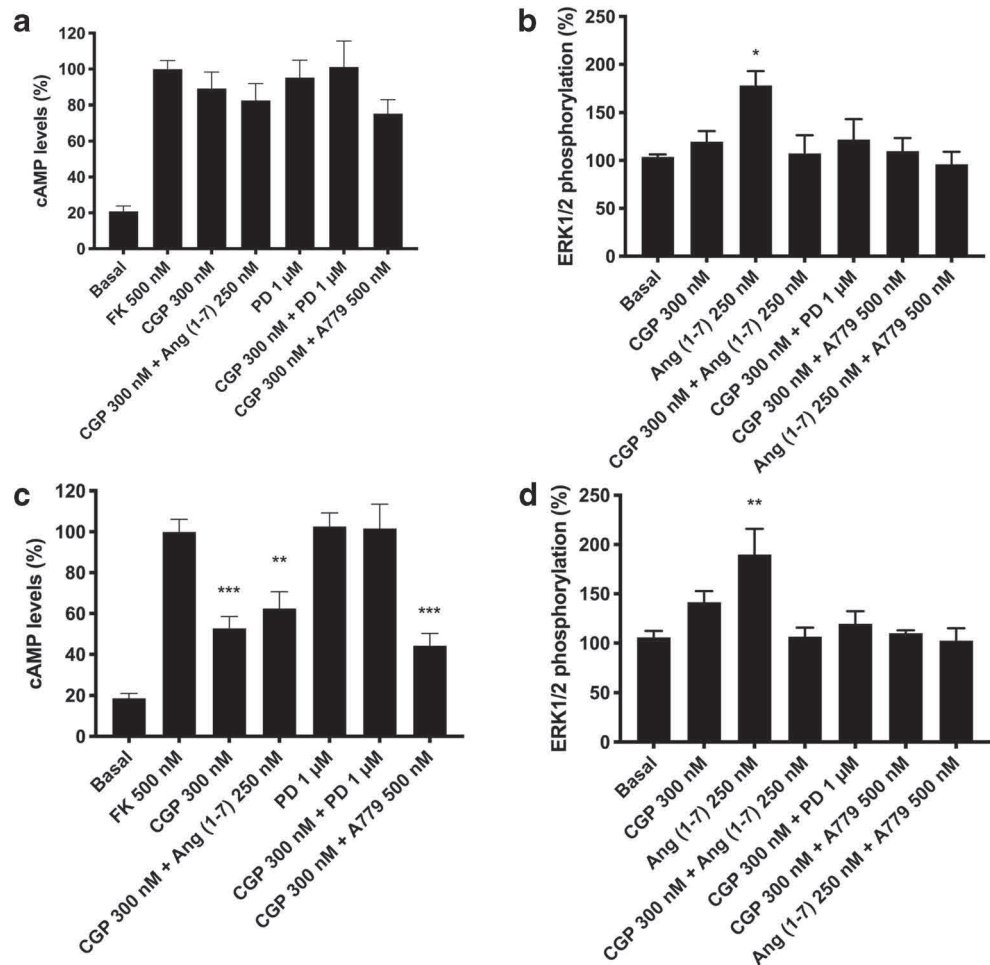 a
cAMP levels (%)
120
100
80
60
40
20
0
Basal
FK 500 nM
CGP 300 nM
CGP 300 nM + Ang (1-7) 250 nM
PD 1 µM
CGP 300 nM + PD 1 µM
CGP 300 nM + A779 500 nM
b
ERK1/2 phosphorylation (%)
250
200
150
100
50
0
*
Basal
CGP 300 nM
Ang (1-7) 250 nM
CGP 300 nM + Ang (1-7) 250 nM
CGP 300 nM + PD 1 µM
CGP 300 nM + A779 500 nM
Ang (1-7) 250 nM + A779 500 nM
c
cAMP levels (%)
120
100
80
60
40
20
0
***
**
***
Basal
FK 500 nM
CGP 300 nM
CGP 300 nM + Ang (1-7) 250 nM
PD 1 µM
CGP 300 nM + PD 1 µM
CGP 300 nM + A779 500 nM
d
ERK1/2 phosphorylation (%)
250
200
150
100
50
0
**
Basal
CGP 300 nM
Ang (1-7) 250 nM
CGP 300 nM + Ang (1-7) 250 nM
CGP 300 nM + PD 1 µM
CGP 300 nM + A779 500 nM
Ang (1-7) 250 nM + A779 500 nM